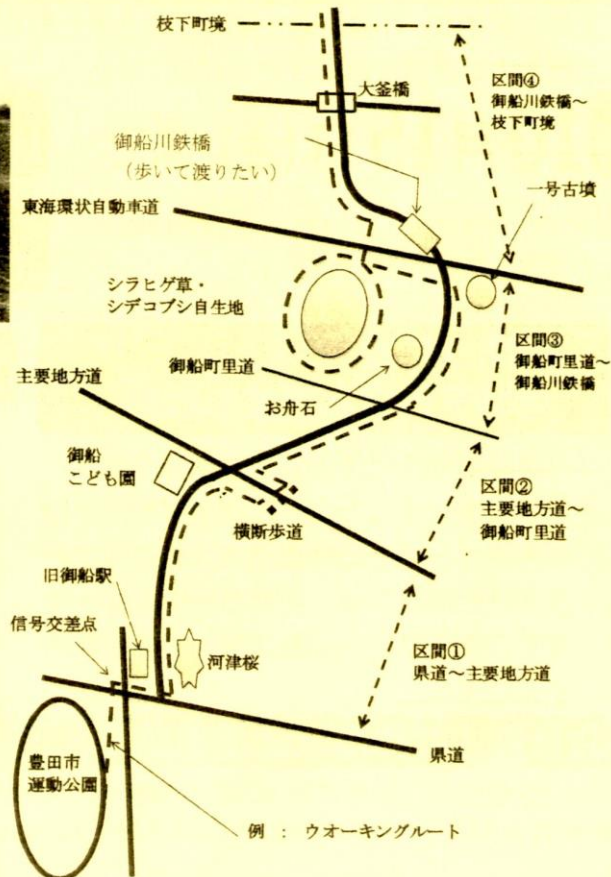 枝下町境
大釜橋
区間④
御船川鉄橋~
枝下町境
御船川鉄橋
(歩いて渡りたい)
一号古墳
東海環状自動車道
シラヒゲ草・
シデコブシ自生地
区間③
御船町里道~
御船川鉄橋
御船町里道
主要地方道
お舟石
御船
こども園
区間②
主要地方道~
御船町里道
横断歩道
旧御船駅
信号交差点
河津桜
区間①
県道~主要地方道
豊田市
運動公園
県道
例 : ウオーキングルート